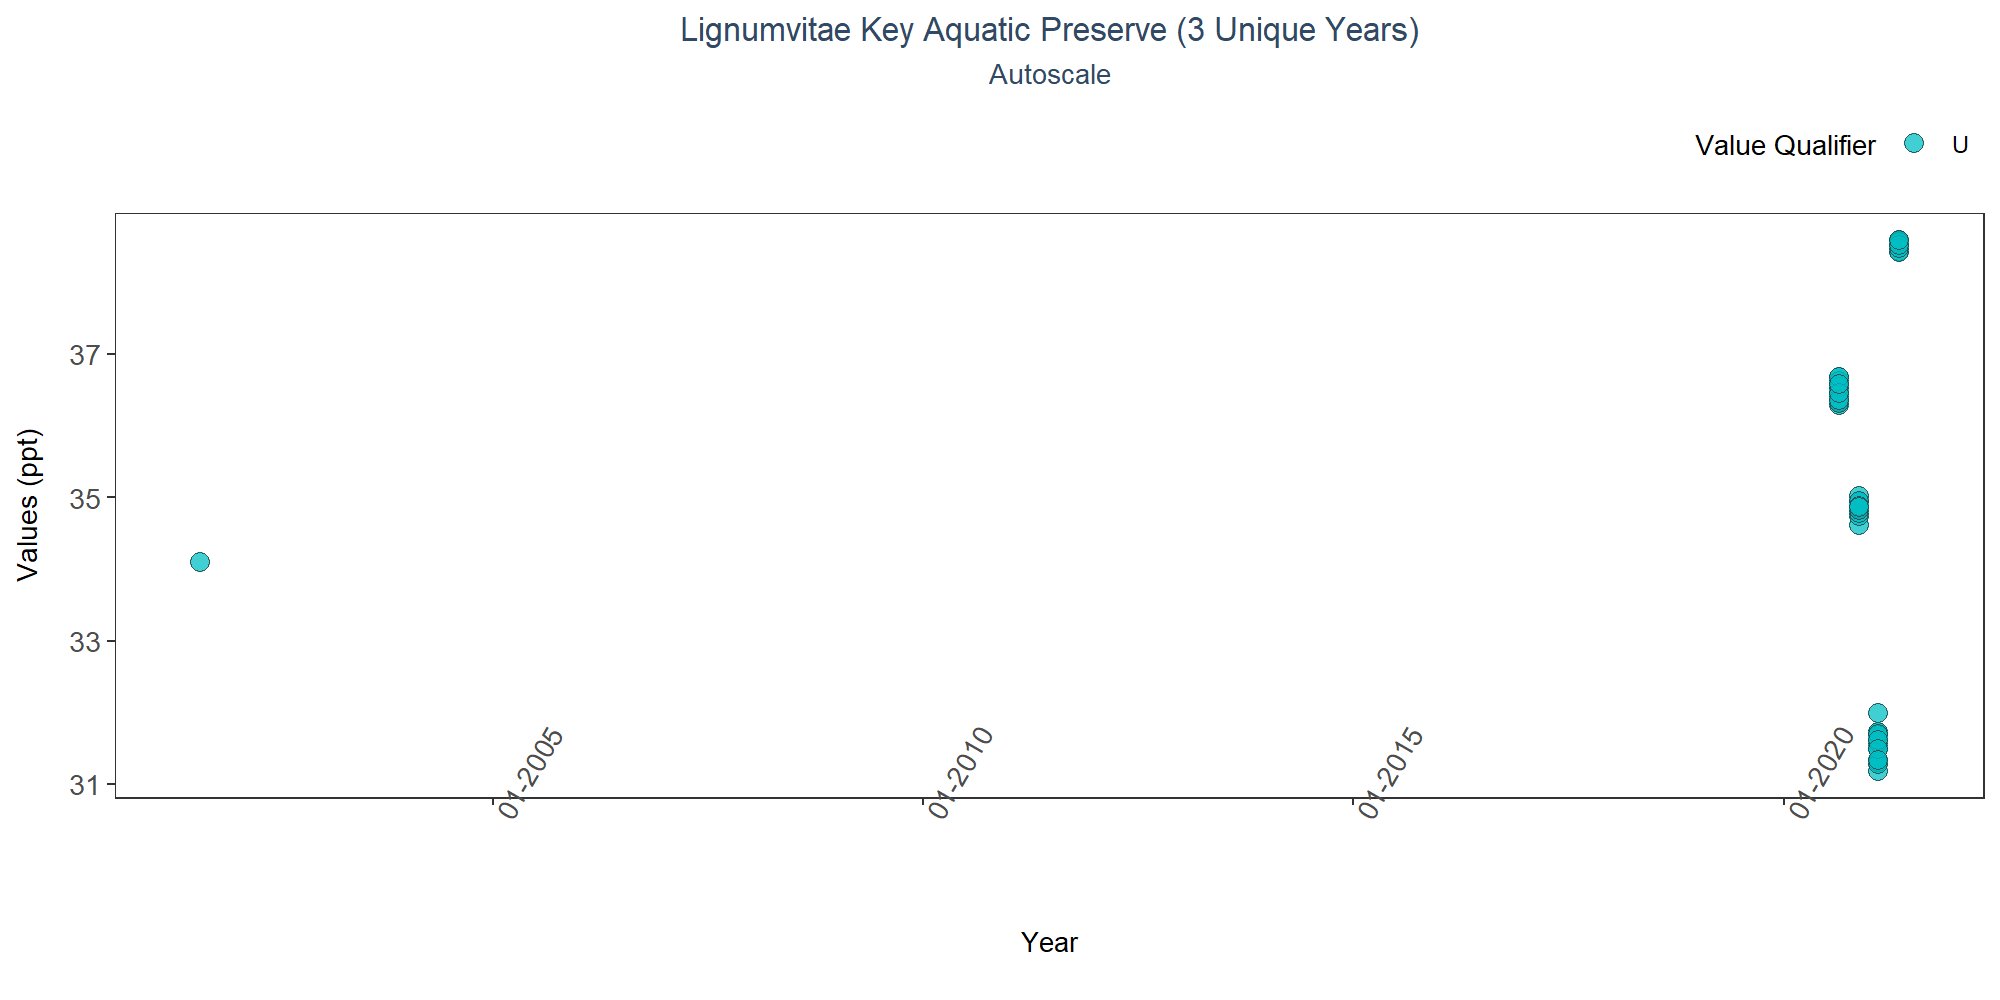 Lignumvitae Key Aquatic Preserve (3 Unique Years)
Autoscale
Value Qualifier U
Values (ppt)
37
35
33
31
01-2005 01-2010 01-2015 01-2020
Year